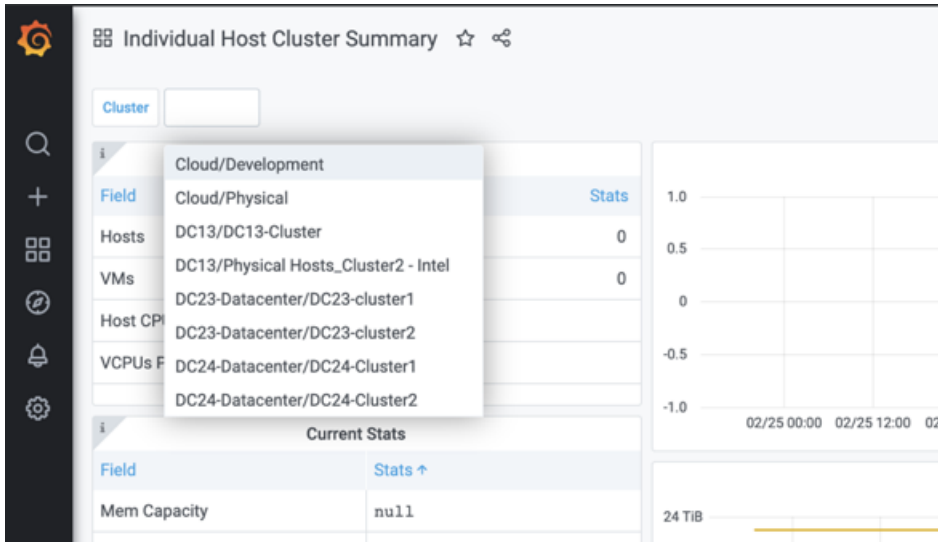 Individual Host Cluster Summary
Cluster
i
Cloud/Development
Cloud/Physical
DC13/DC13-Cluster
DC13/Physical Hosts_Cluster2 - Intel
DC23-Datacenter/DC23-cluster1
DC23-Datacenter/DC23-cluster2
DC24-Datacenter/DC24-Cluster1
DC24-Datacenter/DC24-Cluster2
Field Stats
Hosts 0
VMs 0
Host
VCPUs
i
Current Stats
Field Stats ↑
Mem Capacity null
1.0
0.5
0
-0.5
-1.0
02/25 00:00 02/25 12:00
24 TiB